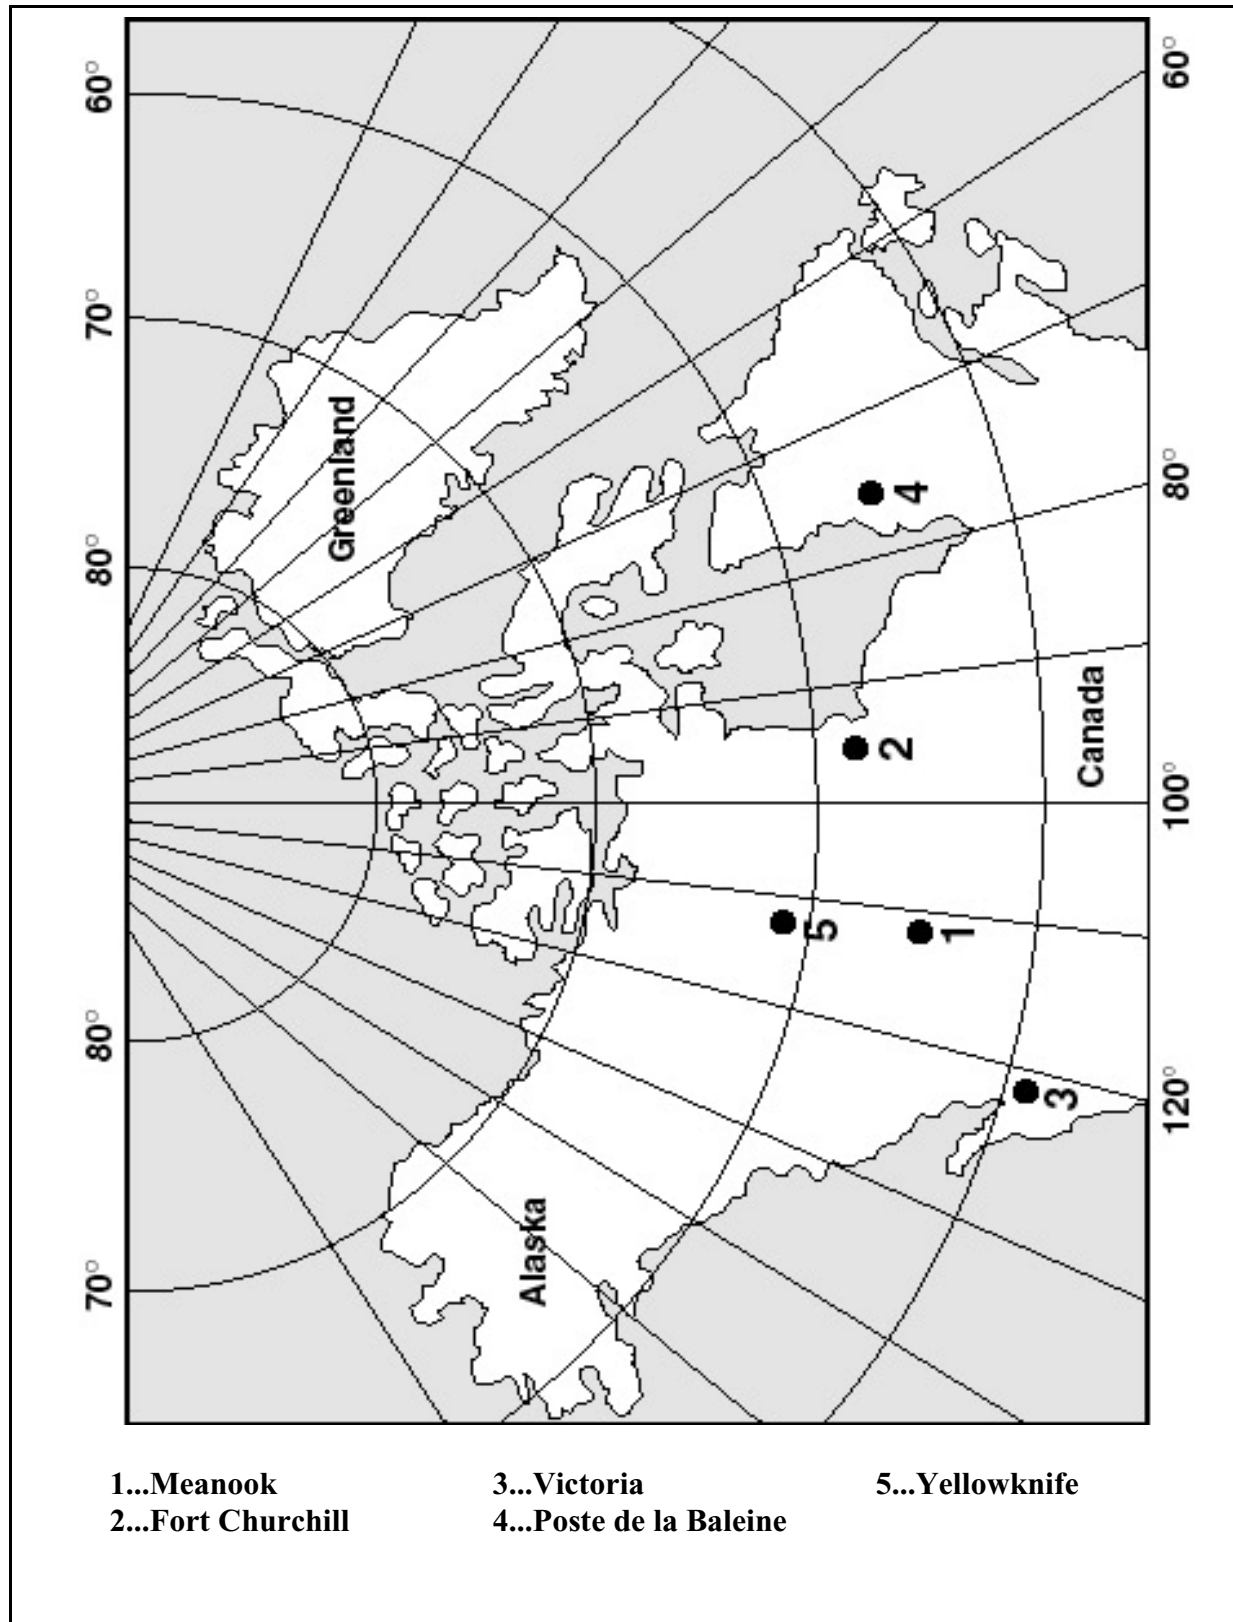 60°
70°
80°
80°
70°
60°
80°
100°
120°
Greenland
Alaska
Canada
4
2
5
1
3
1...Meanook 3...Victoria 5...Yellowknife
2...Fort Churchill 4...Poste de la Baleine